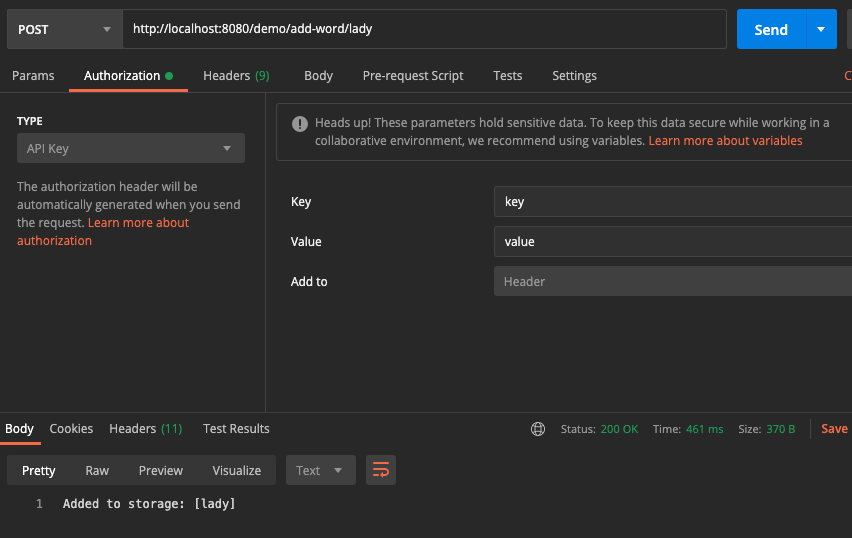 POST http://localhost:8080/demo/add-word/lady Send
Params Authorization Headers (9) Body Pre-request Script Tests Settings C
TYPE
API Key
The authorization header will be
automatically generated when you send
the request. Learn more about
authorization
Heads up! These parameters hold sensitive data. To keep this data secure while working in a
collaborative environment, we recommend using variables. Learn more about variables
Key key
Value value
Add to Header
Body Cookies Headers (11) Test Results Status: 200 OK Time: 461 ms Size: 370 B Save
Pretty Raw Preview Visualize Text
1 Added to storage: [lady]